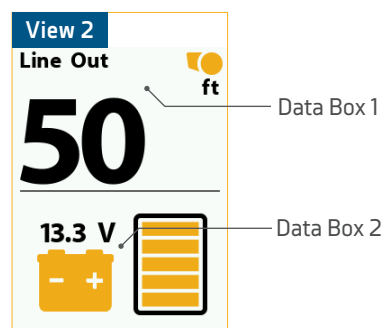 View 2
Line Out
ft
50
Data Box 1
13.3 V
Data Box 2
- +